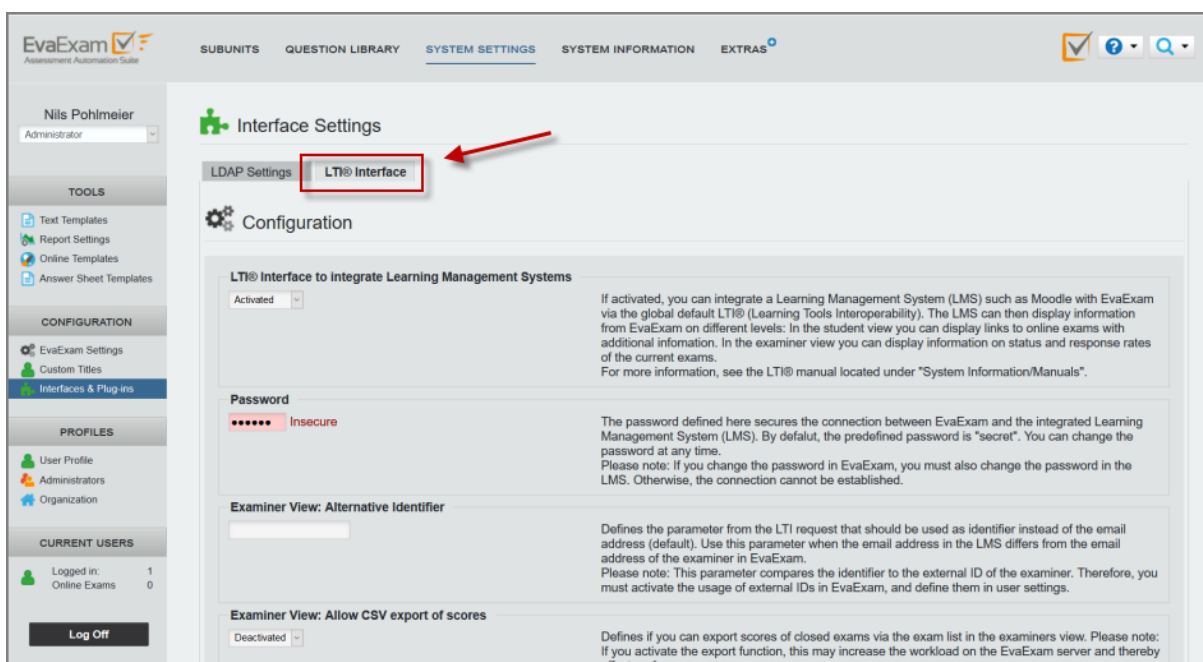 EvaExam
Assessment Automation Suite
SUBUNITS QUESTION LIBRARY SYSTEM SETTINGS SYSTEM INFORMATION EXTRAS
Nils Pohlmeier
Administrator
TOOLS
Text Templates
Report Settings
Online Templates
Answer Sheet Templates
CONFIGURATION
EvaExam Settings
Custom Titles
Interfaces & Plug-ins
PROFILES
User Profile
Administrators
Organization
CURRENT USERS
Logged in: 1
Online Exams 0
Log Off
Interface Settings
LDAP Settings LTI® Interface
Configuration
LTI® Interface to integrate Learning Management Systems
Activated
If activated, you can integrate a Learning Management System (LMS) such as Moodle with EvaExam
via the global default LTI® (Learning Tools Interoperability). The LMS can then display information
from EvaExam on different levels: In the student view you can display links to online exams with
additional infomation. In the examiner view you can display information on status and response rates
of the current exams.
For more information, see the LTI® manual located under "System Information/Manuals".
Password
•••••• Insecure
The password defined here secures the connection between EvaExam and the integrated Learning
Management System (LMS). By defalut, the predefined password is "secret". You can change the
password at any time.
Please note: If you change the password in EvaExam, you must also change the password in the
LMS. Otherwise, the connection cannot be established.
Examiner View: Alternative Identifier
Defines the parameter from the LTI request that should be used as identifier instead of the email
address (default). Use this parameter when the email address in the LMS differs from the email
address of the examiner in EvaExam.
Please note: This parameter compares the identifier to the external ID of the examiner. Therefore, you
must activate the usage of external IDs in EvaExam, and define them in user settings.
Examiner View: Allow CSV export of scores
Deactivated
Defines if you can export scores of closed exams via the exam list in the examiners view. Please note:
If you activate the export function, this may increase the workload on the EvaExam server and thereby